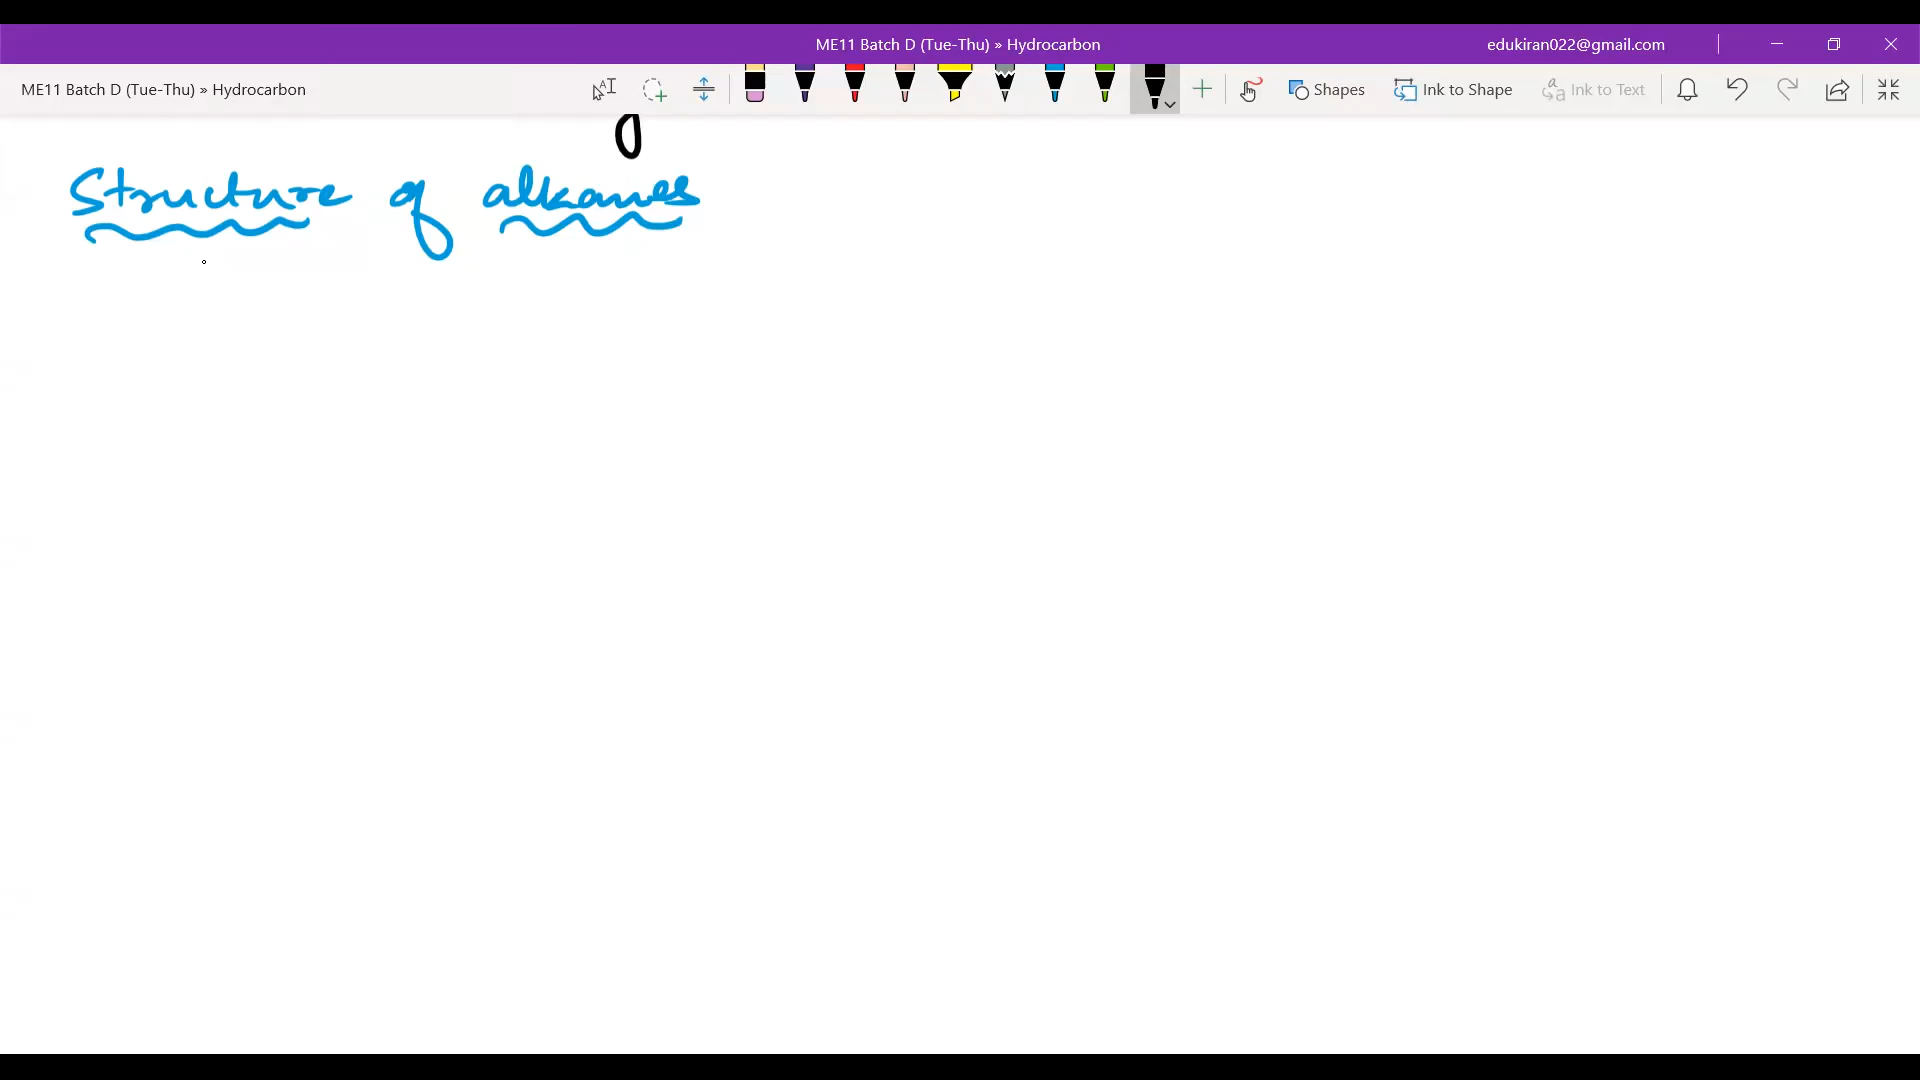 ME11 Batch D (Tue-Thu) » Hydrocarbon
edukiran022@gmail.com
ME11 Batch D (Tue-Thu) » Hydrocarbon
Shapes
Ink to Shape
Ink to Text
Structure of alkanes